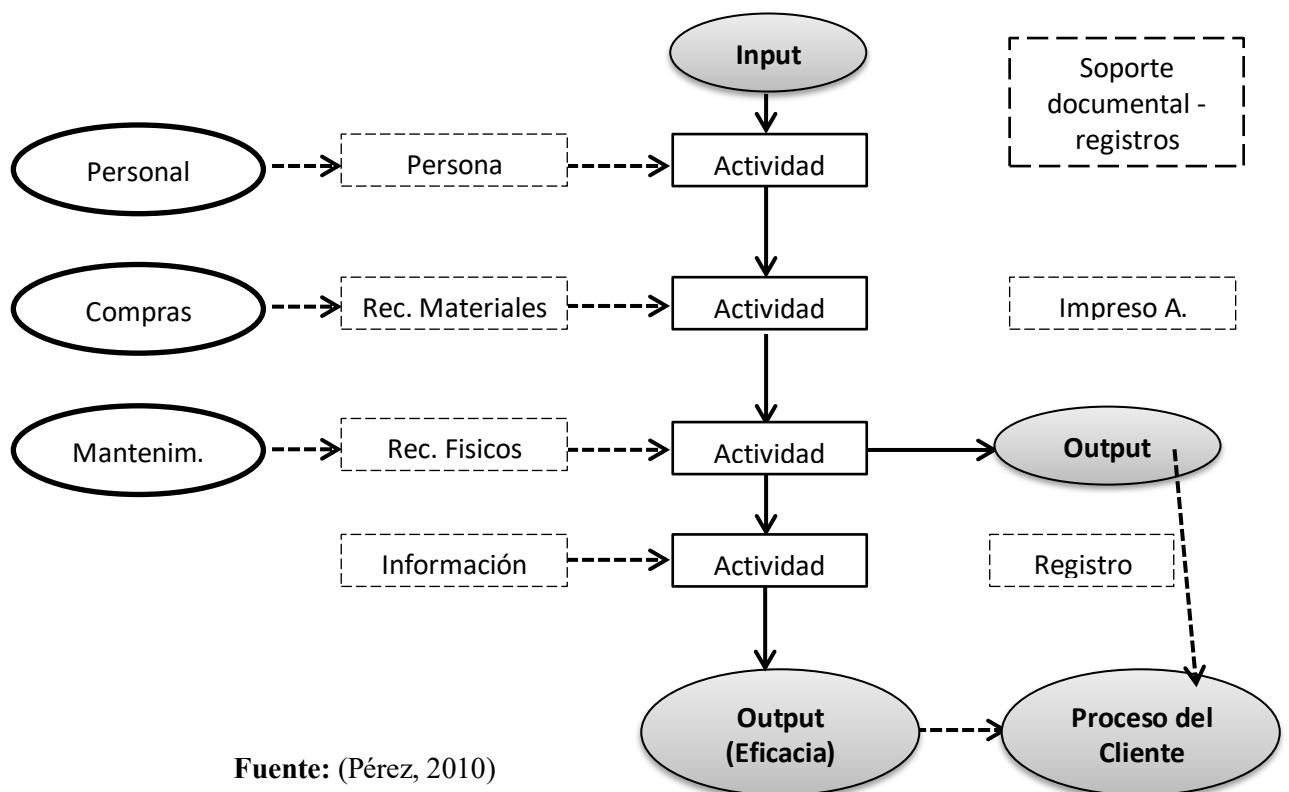 Input
Soporte
documental -
registros
Personal
Persona
Actividad
Compras
Rec. Materiales
Actividad
Impreso A.
Mantenim.
Rec. Fisicos
Actividad
Output
Información
Actividad
Registro
Output
(Eficacia)
Proceso del
Cliente
Fuente: (Pérez, 2010)